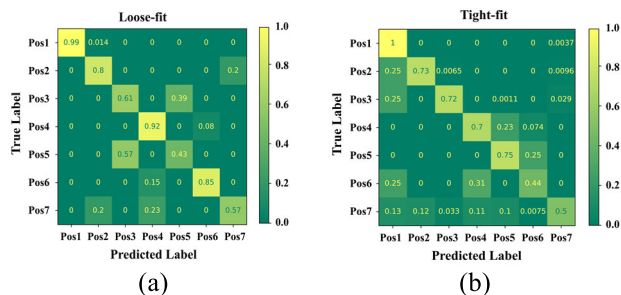 Loose-fit
True Label
Pos1 0.99 0.014 0 0 0 0 0
Pos2 0 0.8 0 0 0 0 0.2
Pos3 0 0 0.61 0 0.39 0 0
Pos4 0 0 0 0.92 0 0.08 0
Pos5 0 0 0.57 0 0.43 0 0
Pos6 0 0 0 0.15 0 0.85 0
Pos7 0 0.2 0 0.23 0 0 0.57
Pos1 Pos2 Pos3 Pos4 Pos5 Pos6 Pos7
Predicted Label
1.0
0.8
0.6
0.4
0.2
0.0
(a)
Tight-fit
True Label
Pos1 1 0 0 0 0 0 0.0037
Pos2 0.25 0.73 0.0065 0 0 0 0.0096
Pos3 0.25 0 0.72 0 0.0011 0 0.029
Pos4 0 0 0 0.7 0.23 0.074 0
Pos5 0 0 0 0 0.75 0.25 0
Pos6 0.25 0 0 0.31 0 0.44 0
Pos7 0.13 0.12 0.033 0.11 0.1 0.0075 0.5
Pos1 Pos2 Pos3 Pos4 Pos5 Pos6 Pos7
Predicted Label
1.0
0.8
0.6
0.4
0.2
0.0
(b)